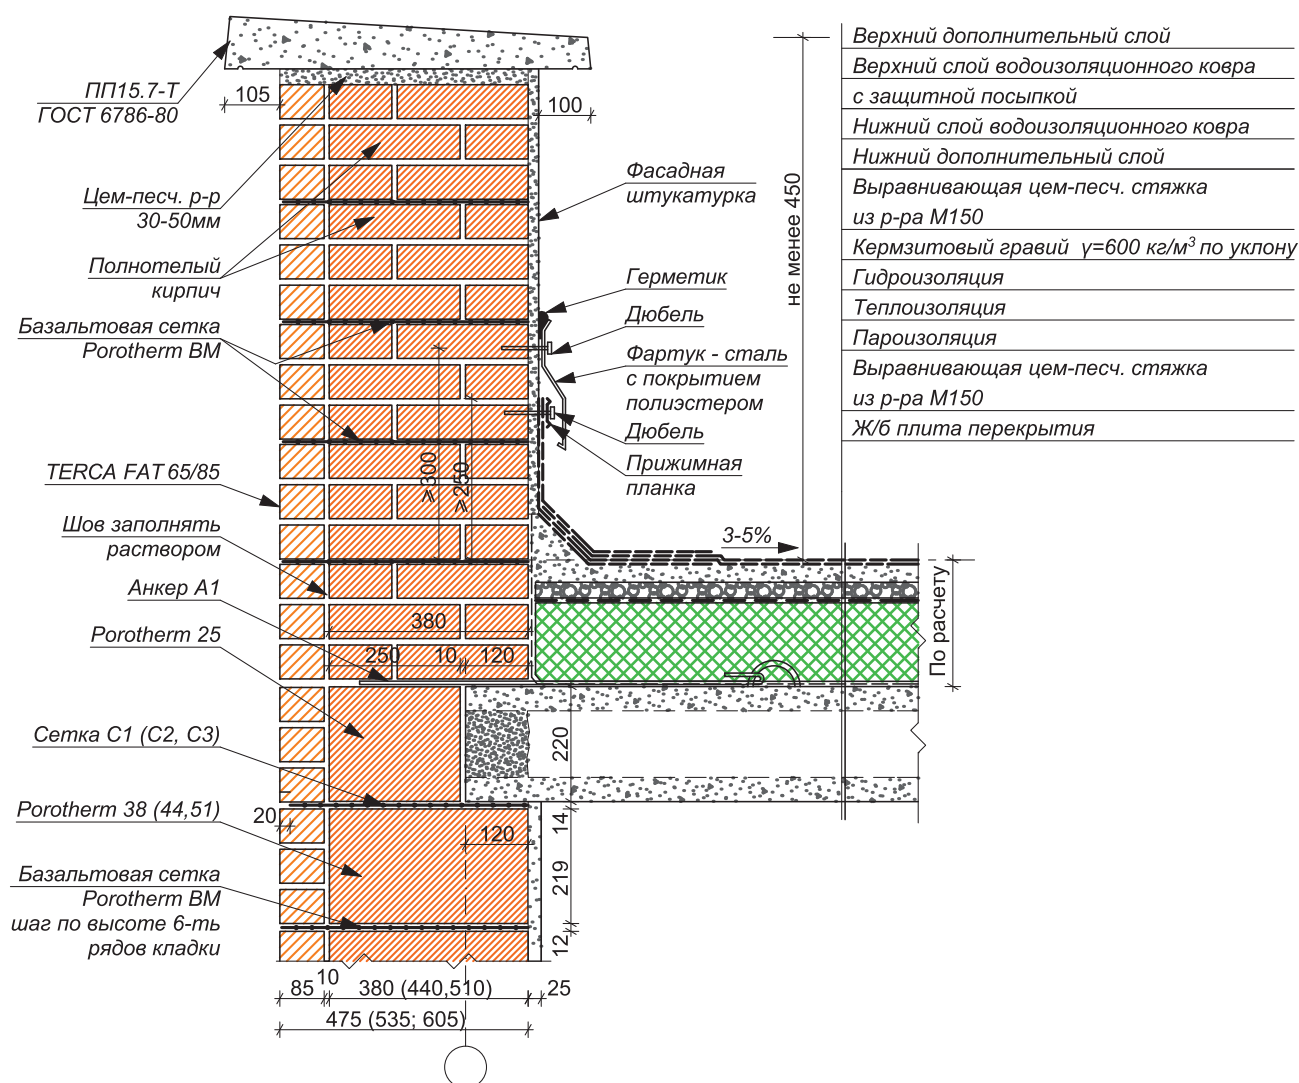 ПП15.7-Т
ГОСТ 6786-80
Цем-песч. р-р
30-50мм
Полнотелый
кирпич
Базальтовая сетка
Porotherm BM
TERCA FAT 65/85
Шов заполнять
раствором
Анкер А1
Porotherm 25
Сетка С1 (С2, С3)
Porotherm 38 (44,51)
20
Базальтовая сетка
Porotherm BM
шаг по высоте 6-ть
рядов кладки
105
100
Фасадная
штукатурка
Герметик
Дюбель
Фартук - сталь
с покрытием
полиэстером
Дюбель
Прижимная
планка
≥300
≥250
3-5%
не менее 450
380
250
10
120
220
14
120
219
12
По расчету
85
10
380 (440,510)
25
475 (535; 605)
Верхний дополнительный слой
Верхний слой водоизоляционного ковра
с защитной посыпкой
Нижний слой водоизоляционного ковра
Нижний дополнительный слой
Выравнивающая цем-песч. стяжка
из р-ра М150
Кермзитовый гравий γ=600 кг/м³ по уклону
Гидроизоляция
Теплоизоляция
Пароизоляция
Выравнивающая цем-песч. стяжка
из р-ра М150
Ж/б плита перекрытия